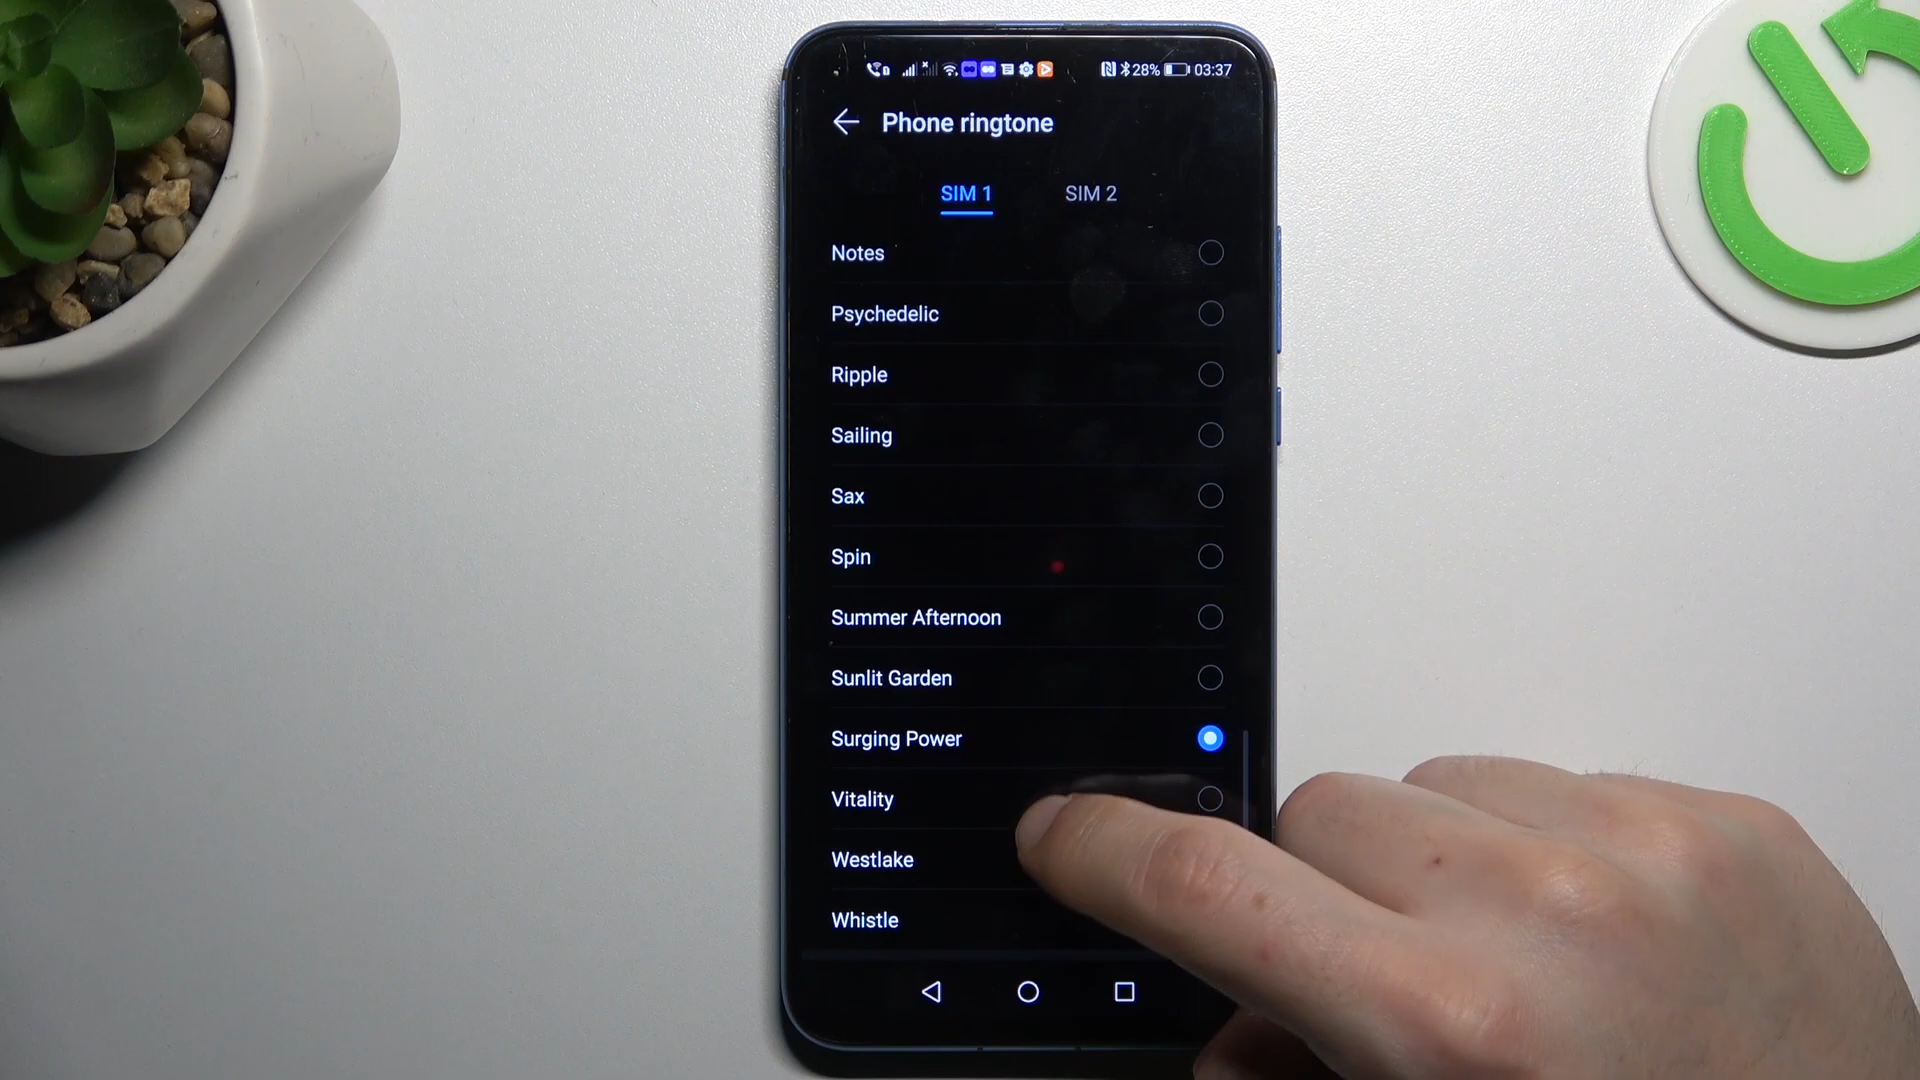 28% 03:37
Phone ringtone
SIM 1 SIM 2
Notes
Psychedelic
Ripple
Sailing
Sax
Spin
Summer Afternoon
Sunlit Garden
Surging Power
Vitality
Westlake
Whistle